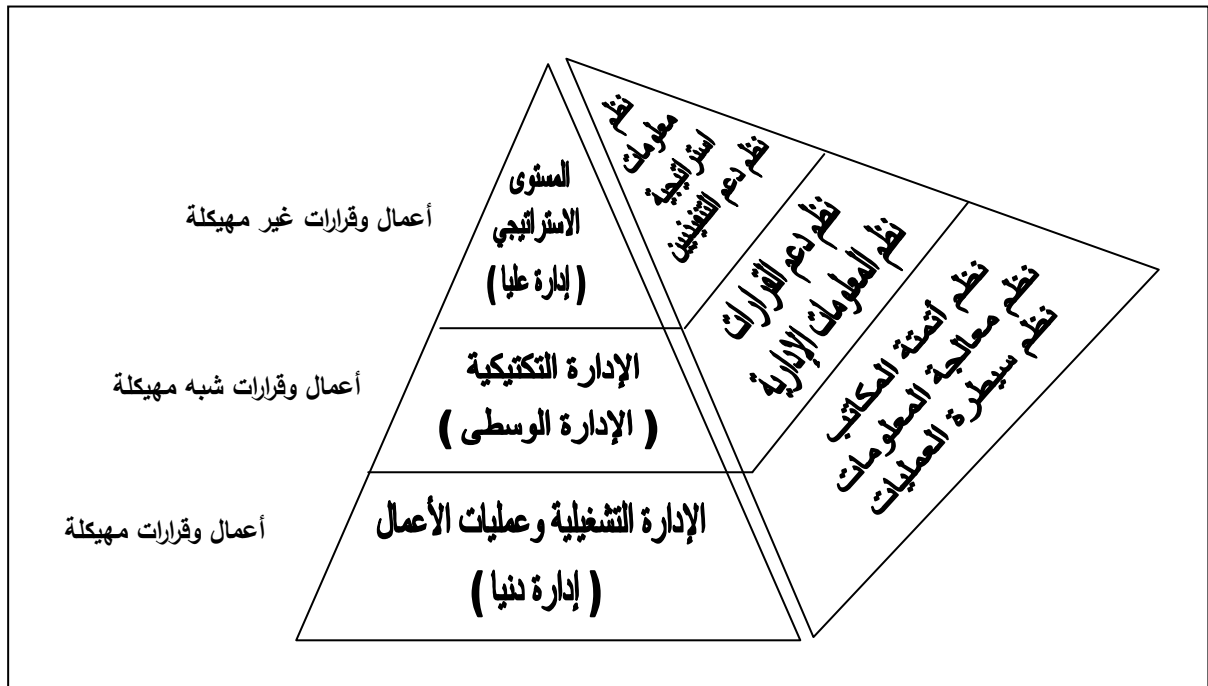 نظم
معلومات
استراتيجية
نظم دعم التنفيذيين
المستوى
الاستراتيجي
( إدارة عليا )
أعمال وقرارات غير مهيكلة
نظم دعم القرارات
نظم المعلومات الإدارية
الإدارة التكتيكية
( الإدارة الوسطى )
أعمال وقرارات شبه مهيكلة
نظم أتمتة المكاتب
نظم معالجة المعلومات
نظم سيطرة العمليات
الإدارة التشغيلية وعمليات الأعمال
( إدارة دنيا )
أعمال وقرارات مهيكلة